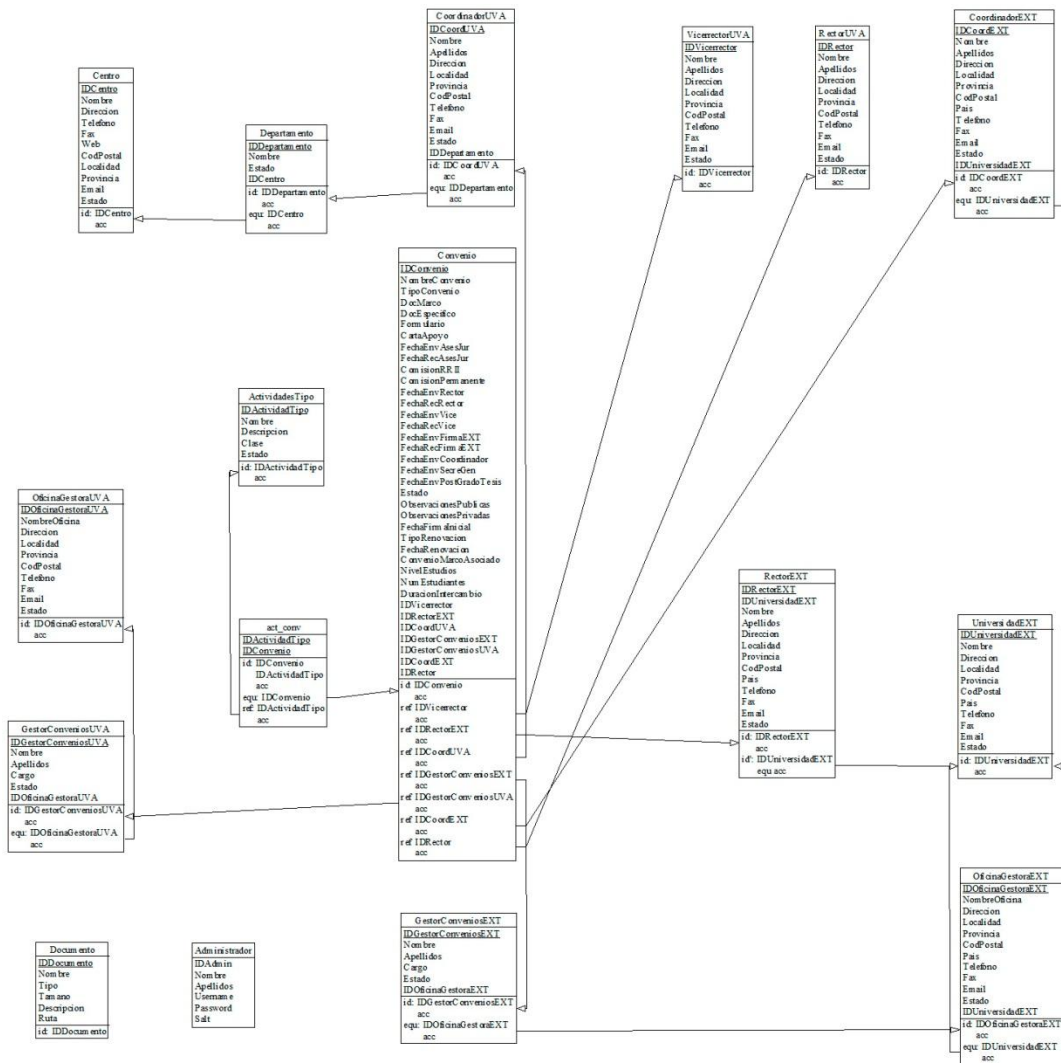 CoordinadorUVA
IDCoordUVA
Nombre
Apellidos
Direccion
Localidad
Provincia
CodPostal
Telefono
Fax
Email
Estado
IDDepartamento
id: IDCoordUVA
acc
equ: IDDepartamento
acc
VicerrectorUVA
IDVicerrector
Nombre
Apellidos
Direccion
Localidad
Provincia
CodPostal
Telefono
Fax
Email
Estado
id: IDVicerrector
acc
RectorUVA
IDRector
Nombre
Apellidos
Direccion
Localidad
Provincia
CodPostal
Telefono
Fax
Email
Estado
id: IDRector
acc
CoordinadorEXT
IDCoordEXT
Nombre
Apellidos
Direccion
Localidad
Provincia
CodPostal
Pais
Telefono
Fax
Email
Estado
IDUniversidadEXT
id: IDCoordEXT
acc
equ: IDUniversidadEXT
acc
Centro
IDCentro
Nombre
Direccion
Telefono
Fax
Web
CodPostal
Localidad
Provincia
Email
Estado
id: IDCentro
acc
Departamento
IDDepartamento
Nombre
Estado
IDCentro
id: IDDepartamento
acc
equ: IDCentro
acc
Convenio
IDConvenio
NombreConvenio
TipoConvenio
DocMarco
DocEspecifico
Formulario
CartaApoyo
FechaEnvAsesJur
FechaRecAsesJur
ComisionRRII
ComisionPermanente
FechaEnvRector
FechaRecRector
FechaEnvVice
FechaRecVice
FechaEnvFirmaEXT
FechaRecFirmaEXT
FechaEnvCoordinador
FechaEnvSecreGen
FechaEnvPostGradoTesis
Estado
ObservacionesPublicas
ObservacionesPrivadas
FechaFirmaInicial
TipoRenovacion
FechaRenovacion
ConvenioMarcoAsociado
NivelEstudios
NumEstudiantes
DuracionIntercambio
IDVicerrector
IDRectorEXT
IDCoordUVA
IDGestorConveniosEXT
IDGestorConveniosUVA
IDCoordEXT
IDRector
id: IDConvenio
acc
ref: IDVicerrector
acc
ref: IDRectorEXT
acc
ref: IDCoordUVA
acc
ref: IDGestorConveniosEXT
acc
ref: IDGestorConveniosUVA
acc
ref: IDCoordEXT
acc
ref: IDRector
acc
ActividadesTipo
IDActividadTipo
Nombre
Descripcion
Clase
Estado
id: IDActividadTipo
acc
OficinaGestoraUVA
IDOficinaGestoraUVA
NombreOficina
Direccion
Localidad
Provincia
CodPostal
Telefono
Fax
Email
Estado
id: IDOficinaGestoraUVA
acc
act_conv
IDActividadTipo
IDConvenio
id: IDConvenio
IDActividadTipo
acc
equ: IDConvenio
ref: IDActividadTipo
acc
RectorEXT
IDRectorEXT
IDUniversidadEXT
Nombre
Apellidos
Direccion
Localidad
Provincia
CodPostal
Pais
Telefono
Fax
Email
Estado
id: IDRectorEXT
acc
id': IDUniversidadEXT
equ acc
UniversidadEXT
IDUniversidadEXT
Nombre
Direccion
Localidad
Provincia
CodPostal
Pais
Telefono
Fax
Email
Estado
id: IDUniversidadEXT
acc
GestorConveniosUVA
IDGestorConveniosUVA
Nombre
Apellidos
Cargo
Estado
IDOficinaGestoraUVA
id: IDGestorConveniosUVA
acc
equ: IDOficinaGestoraUVA
acc
OficinaGestoraEXT
IDOficinaGestoraEXT
NombreOficina
Direccion
Localidad
Provincia
CodPostal
Pais
Telefono
Fax
Email
Estado
IDUniversidadEXT
id: IDOficinaGestoraEXT
acc
equ: IDUniversidadEXT
acc
GestorConveniosEXT
IDGestorConveniosEXT
Nombre
Apellidos
Cargo
Estado
IDOficinaGestoraEXT
id: IDGestorConveniosEXT
acc
equ: IDOficinaGestoraEXT
acc
Documento
IDDocumento
Nombre
Tipo
Tamano
Descripcion
Ruta
id: IDDocumento
Administrador
IDAdmin
Nombre
Apellidos
Username
Password
Salt